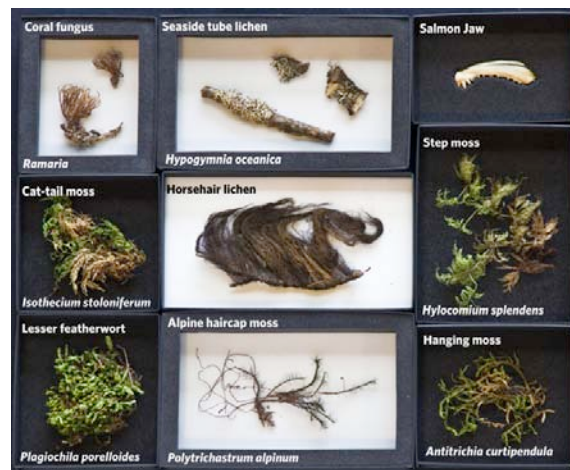 Coral fungus
Ramaria
Seaside tube lichen
Hypogymnia oceanica
Salmon Jaw
Cat-tail moss
Isothecium stoloniferum
Horsehair lichen
Step moss
Hylocomium splendens
Lesser featherwort
Plagiochila porelloides
Alpine haircap moss
Polytrichastrum alpinum
Hanging moss
Antitrichia curtipendula